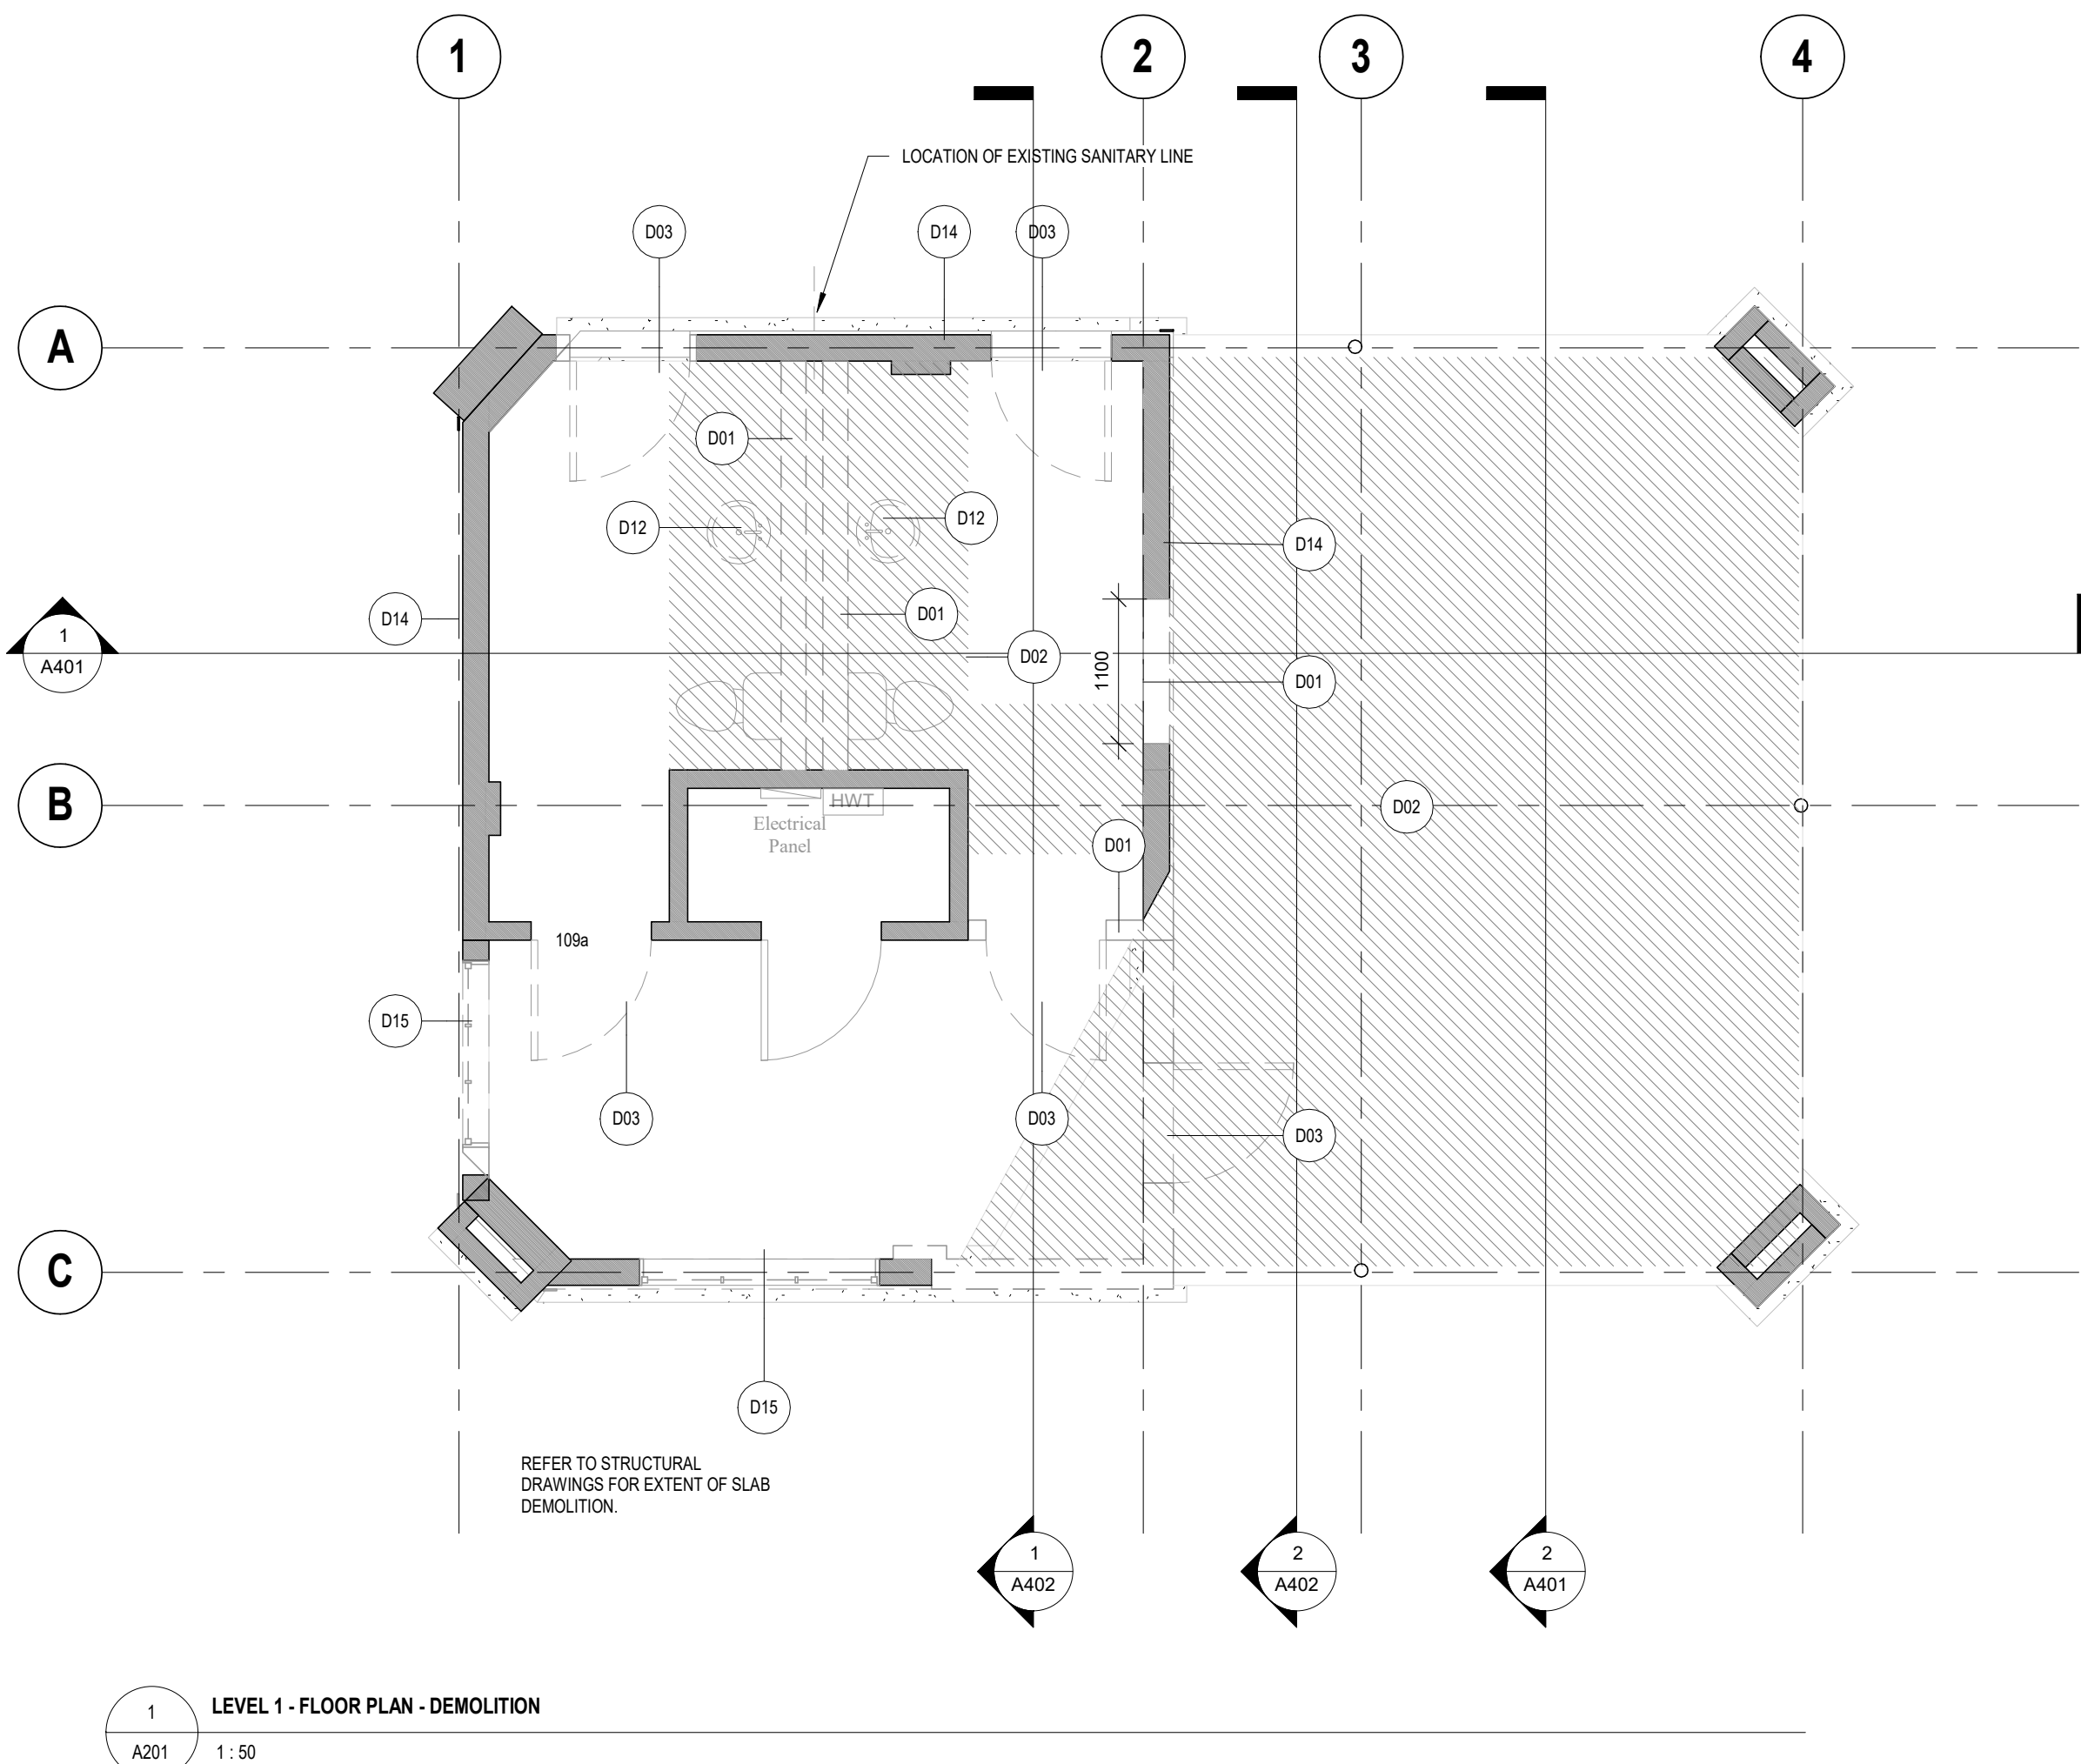 1
2
3
4
LOCATION OF EXISTING SANITARY LINE
D03
D14
D03
A
D01
D12
D12
D14
D14
D01
1
A401
D02
1100
D01
B
HWT
D02
Electrical
Panel
D01
109a
D15
D03
D03
D03
C
D15
REFER TO STRUCTURAL
DRAWINGS FOR EXTENT OF SLAB
DEMOLITION.
1
A402
2
A402
2
A401
1
A201
LEVEL 1 - FLOOR PLAN - DEMOLITION
1 : 50